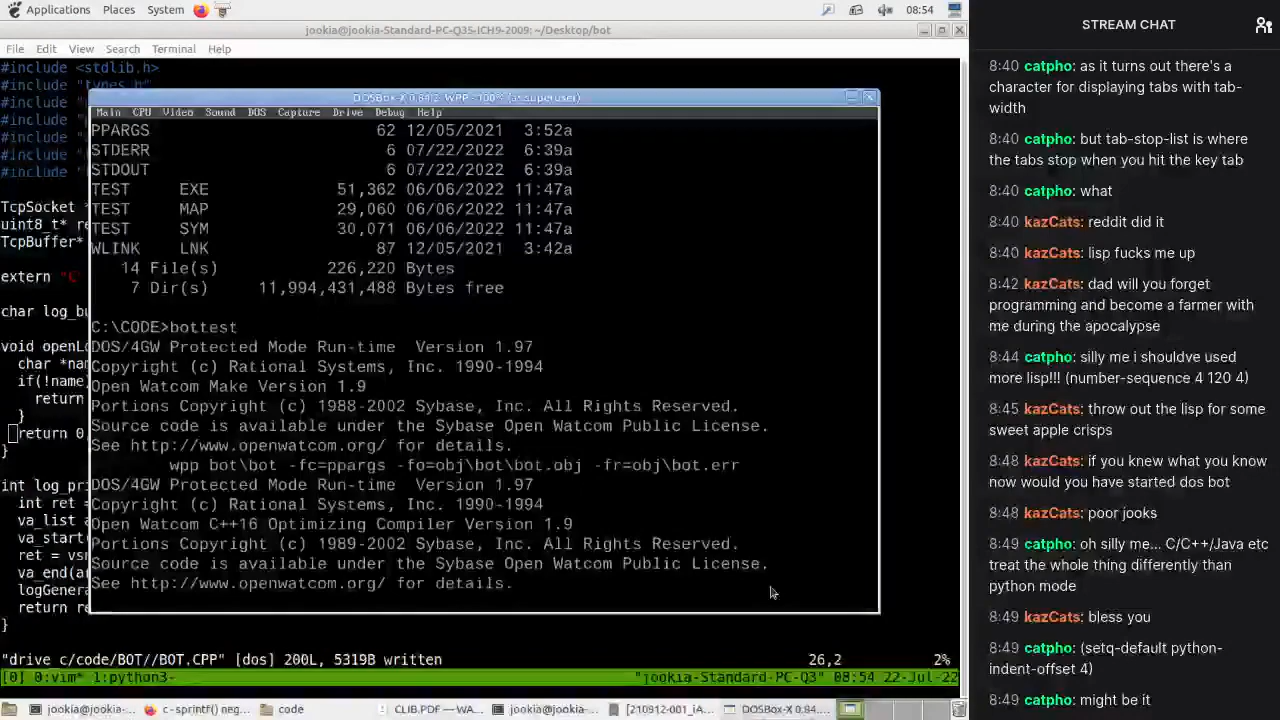 Applications Places System 08:54
jookia@jookia-Standard-PC-Q35-ICH9-2009: ~/Desktop/bot
File Edit View Search Terminal Help
#include <stdlib.h>
#include "types.h"
#include
#include
#include
#include
#include
TcpSocket
uint8_t* re
TcpBuffer*
extern "C
char log_bu
void openLo
char *nam
if(!name
return
}
return 0
}
int log_pri
int ret =
va_list a
va_start(
ret = vsn
va_end(ar
logGenera
return re
}
"drive c/code/BOT//BOT.CPP" [dos] 200L, 5319B written 26,2 2%
[0] 0:vim* 1:python3- "jookia-Standard-PC-Q3" 08:54 22-Jul-22
Main CPU Video Sound DOS Capture Drive Debug Help
PPARGS 62 12/05/2021 3:52a
STDERR 6 07/22/2022 6:39a
STDOUT 6 07/22/2022 6:39a
TEST EXE 51,362 06/06/2022 11:47a
TEST MAP 29,060 06/06/2022 11:47a
TEST SYM 30,071 06/06/2022 11:47a
WLINK LNK 87 12/05/2021 3:42a
14 File(s) 226,220 Bytes
7 Dir(s) 11,994,431,488 Bytes free
C:\CODE>bottest
DOS/4GW Protected Mode Run-time Version 1.97
Copyright (c) Rational Systems, Inc. 1990-1994
Open Watcom Make Version 1.9
Portions Copyright (c) 1988-2002 Sybase, Inc. All Rights Reserved.
Source code is available under the Sybase Open Watcom Public License.
See http://www.openwatcom.org/ for details.
wpp bot\bot -fc=ppargs -fo=obj\bot\bot.obj -fr=obj\bot.err
DOS/4GW Protected Mode Run-time Version 1.97
Copyright (c) Rational Systems, Inc. 1990-1994
Open Watcom C++16 Optimizing Compiler Version 1.9
Portions Copyright (c) 1989-2002 Sybase, Inc. All Rights Reserved.
Source code is available under the Sybase Open Watcom Public License.
See http://www.openwatcom.org/ for details.
jookia@jookia-... c - sprintf() neg... code CLIB.PDF — WA... jookia@jookia-... [210912-001_iA... DOSBox-X 0.84...
STREAM CHAT
8:40 catpho: as it turns out there's a
character for displaying tabs with tab-
width
8:40 catpho: but tab-stop-list is where
the tabs stop when you hit the key tab
8:40 catpho: what
8:40 kazCats: reddit did it
8:40 kazCats: lisp fucks me up
8:42 kazCats: dad will you forget
programming and become a farmer with
me during the apocalypse
8:44 catpho: silly me i shouldve used
more lisp!!! (number-sequence 4 120 4)
8:45 kazCats: throw out the lisp for some
sweet apple crisps
8:48 kazCats: if you knew what you know
now would you have started dos bot
8:48 kazCats: poor jooks
8:49 catpho: oh silly me... C/C++/Java etc
treat the whole thing differently than
python mode
8:49 kazCats: bless you
8:49 catpho: (setq-default python-
indent-offset 4)
8:49 catpho: might be it